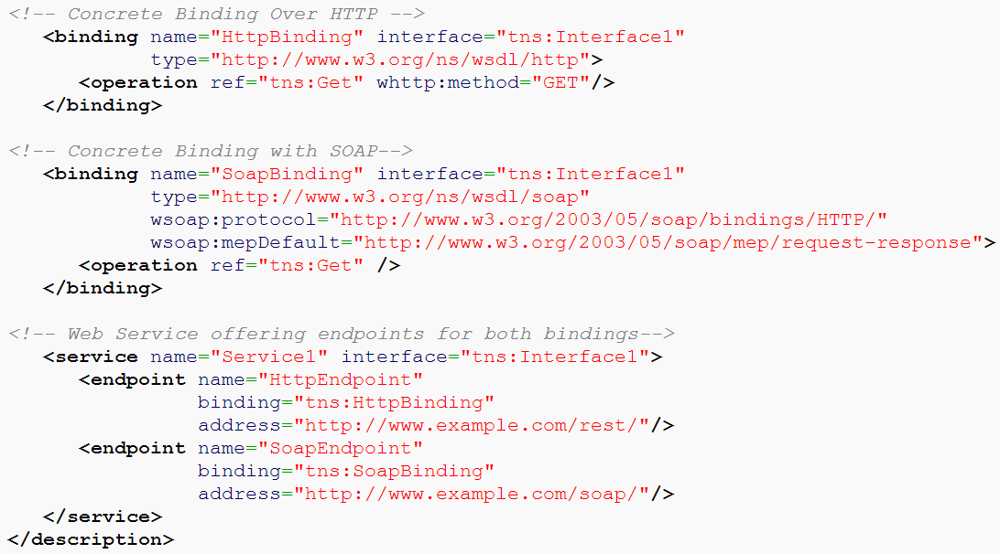 <!-- Concrete Binding Over HTTP -->
<binding name="HttpBinding" interface="tns:Interface1"
type="http://www.w3.org/ns/wsdl/http">
<operation ref="tns:Get" whttp:method="GET"/>
</binding>
<!-- Concrete Binding with SOAP-->
<binding name="SoapBinding" interface="tns:Interface1"
type="http://www.w3.org/ns/wsdl/soap"
wsoap:protocol="http://www.w3.org/2003/05/soap/bindings/HTTP/"
wsoap:mepDefault="http://www.w3.org/2003/05/soap/mep/request-response">
<operation ref="tns:Get" />
</binding>
<!-- Web Service offering endpoints for both bindings-->
<service name="Service1" interface="tns:Interface1">
<endpoint name="HttpEndpoint"
binding="tns:HttpBinding"
address="http://www.example.com/rest/"/>
<endpoint name="SoapEndpoint"
binding="tns:SoapBinding"
address="http://www.example.com/soap/"/>
</service>
</description>